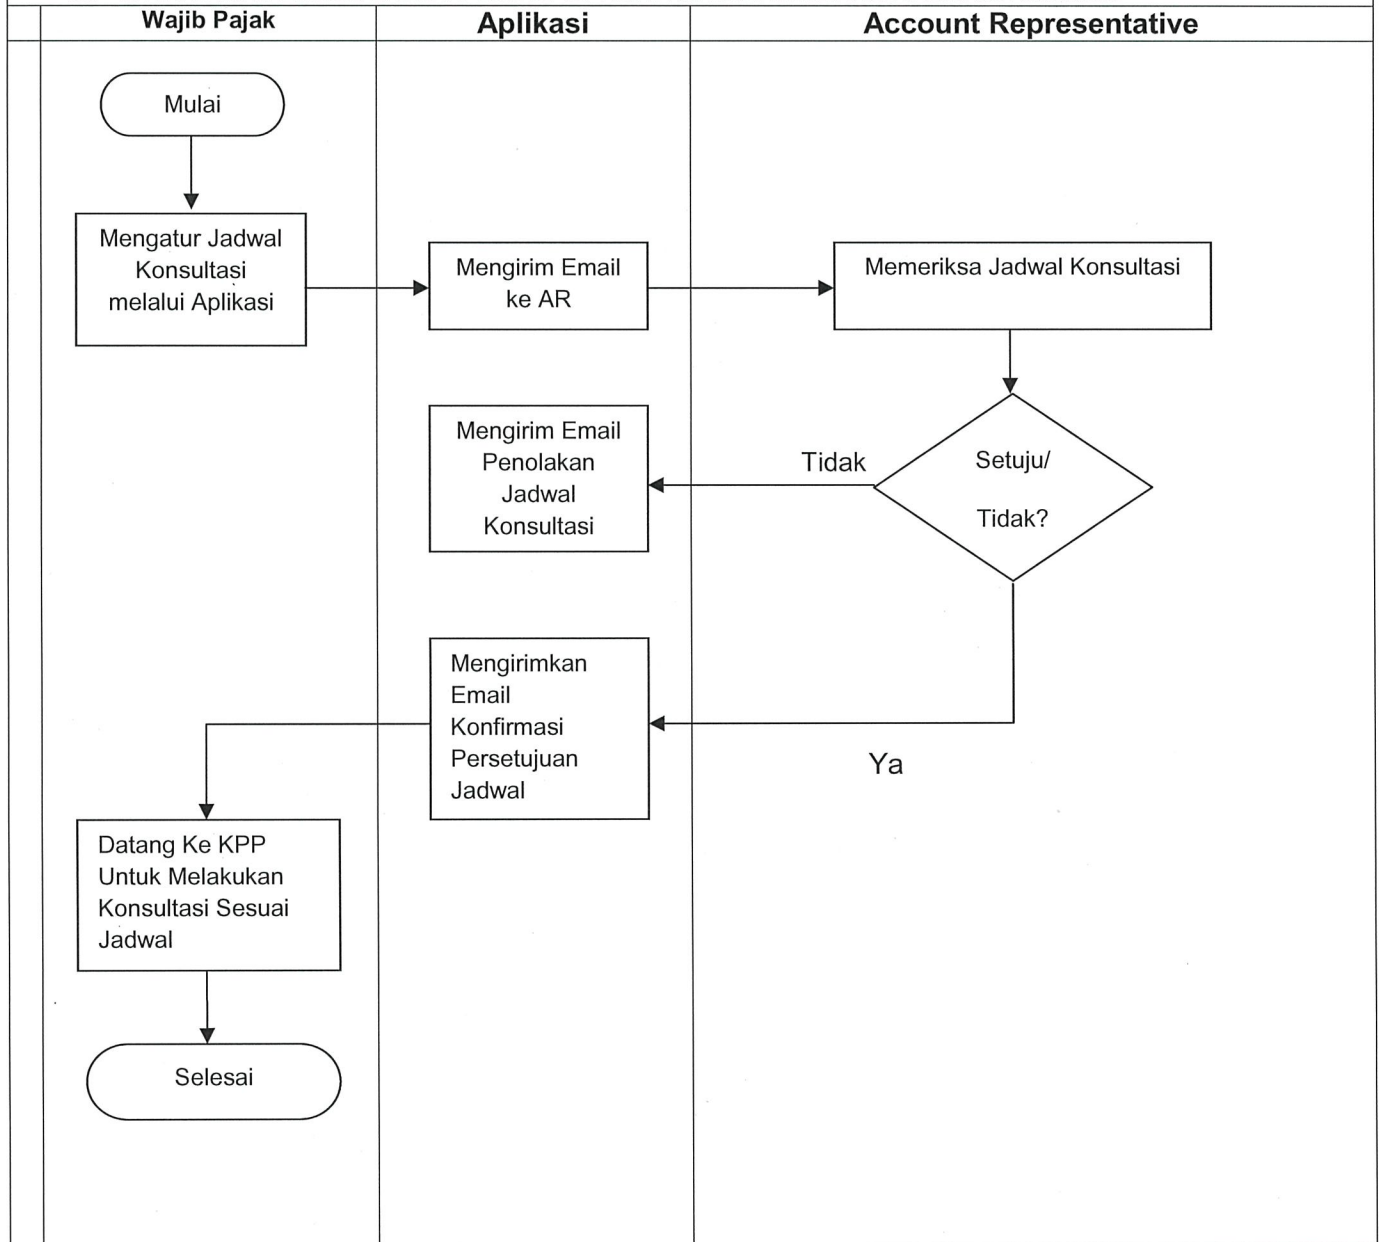 Wajib Pajak
Aplikasi
Account Representative
Mulai
Mengatur Jadwal
Konsultasi
melalui Aplikasi
Mengirim Email
ke AR
Memeriksa Jadwal Konsultasi
Mengirim Email
Penolakan
Jadwal
Konsultasi
Tidak
Setuju/
Tidak?
Mengirimkan
Email
Konfirmasi
Persetujuan
Jadwal
Ya
Datang Ke KPP
Untuk Melakukan
Konsultasi Sesuai
Jadwal
Selesai